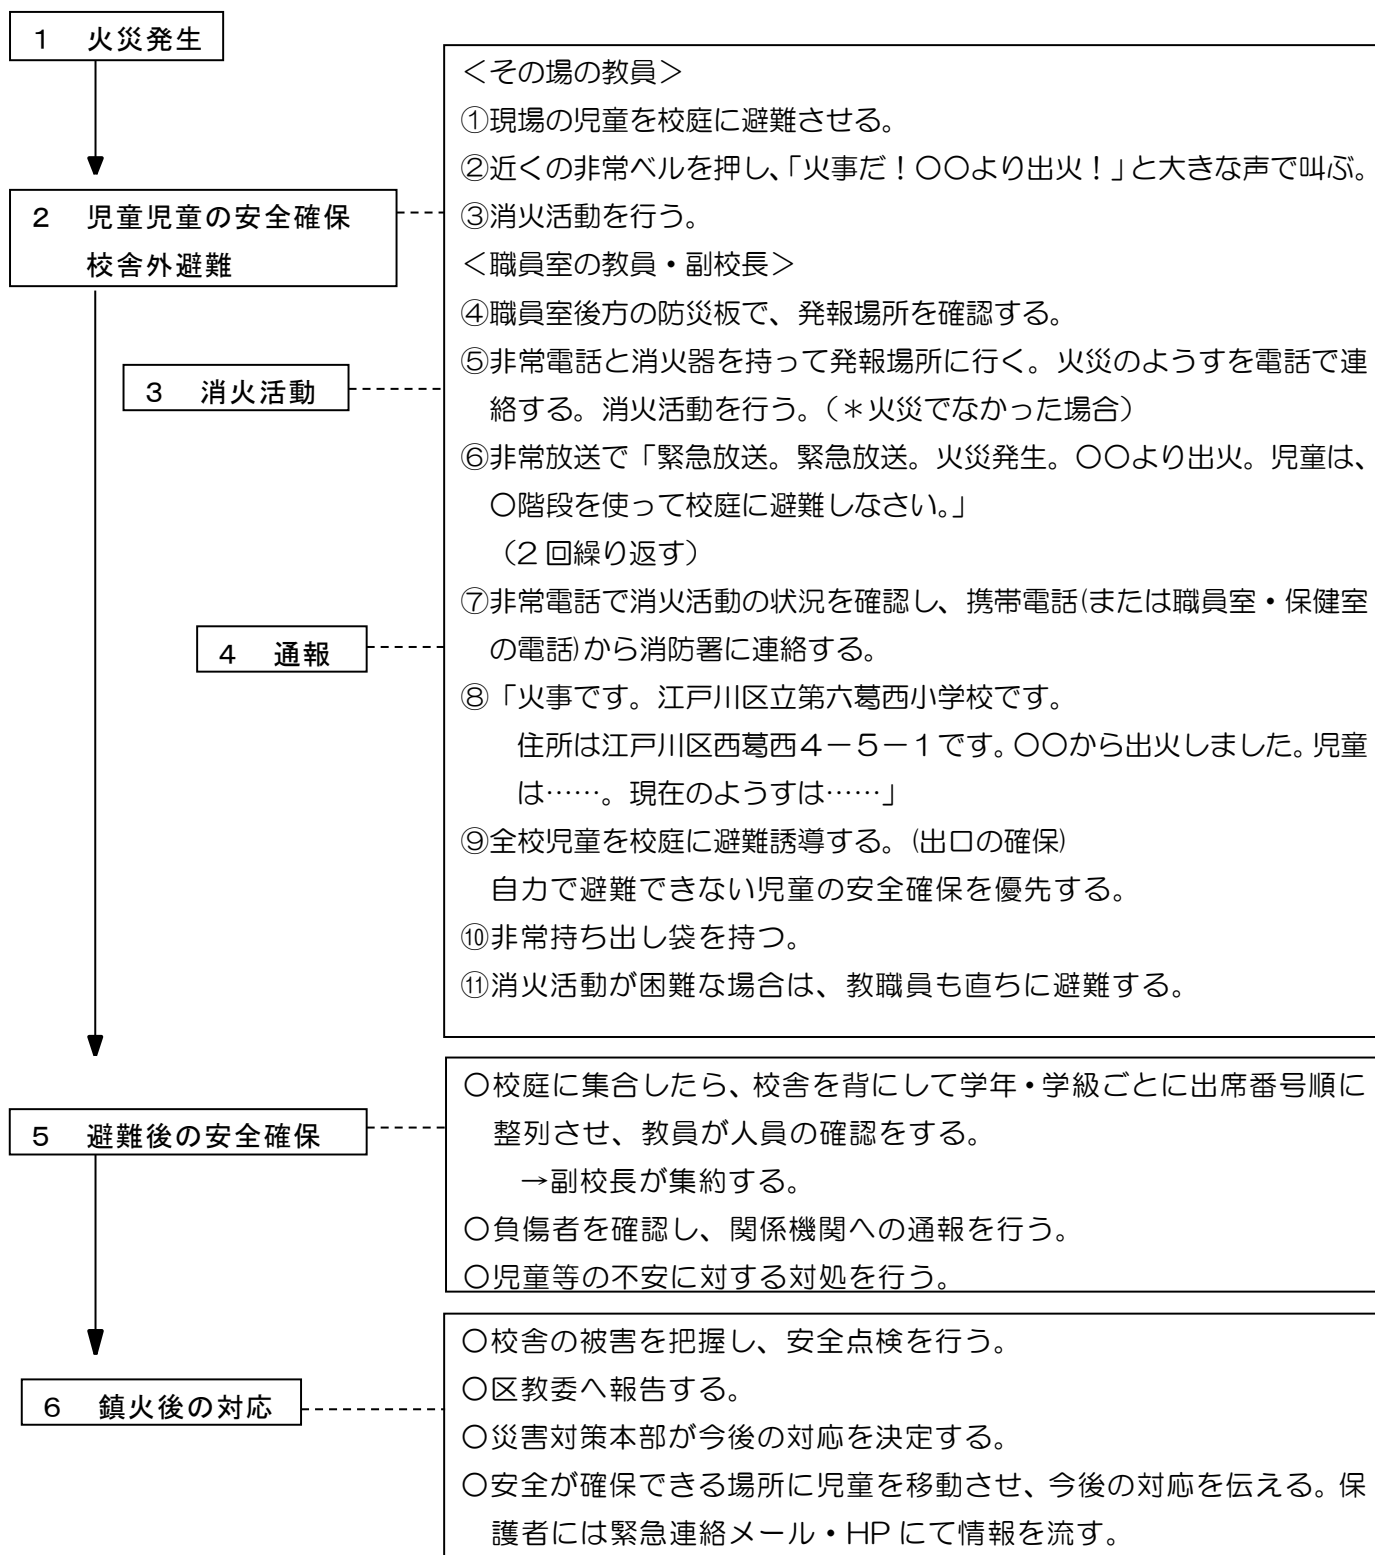 １　火災発生
２　児童児童の安全確保
校舎外避難
３　消火活動
４　通報
＜その場の教員＞
①現場の児童を校庭に避難させる。
②近くの非常ベルを押し、「火事だ！〇〇より出火！」と大きな声で叫ぶ。
③消火活動を行う。
＜職員室の教員・副校長＞
④職員室後方の防災板で、発報場所を確認する。
⑤非常電話と消火器を持って発報場所に行く。火災のようすを電話で連
絡する。消火活動を行う。（＊火災でなかった場合）
⑥非常放送で「緊急放送。緊急放送。火災発生。〇〇より出火。児童は、
〇階段を使って校庭に避難しなさい。」
（2 回繰り返す）
⑦非常電話で消火活動の状況を確認し、携帯電話(または職員室・保健室
の電話)から消防署に連絡する。
⑧「火事です。江戸川区立第六葛西小学校です。
住所は江戸川区西葛西４－５－１です。〇〇から出火しました。児童
は……。現在のようすは……」
⑨全校児童を校庭に避難誘導する。(出口の確保)
自力で避難できない児童の安全確保を優先する。
⑩非常持ち出し袋を持つ。
⑪消火活動が困難な場合は、教職員も直ちに避難する。
５　避難後の安全確保
〇校庭に集合したら、校舎を背にして学年・学級ごとに出席番号順に
整列させ、教員が人員の確認をする。
→副校長が集約する。
〇負傷者を確認し、関係機関への通報を行う。
〇児童等の不安に対する対処を行う。
６　鎮火後の対応
〇校舎の被害を把握し、安全点検を行う。
〇区教委へ報告する。
〇災害対策本部が今後の対応を決定する。
〇安全が確保できる場所に児童を移動させ、今後の対応を伝える。保
護者には緊急連絡メール・HP にて情報を流す。